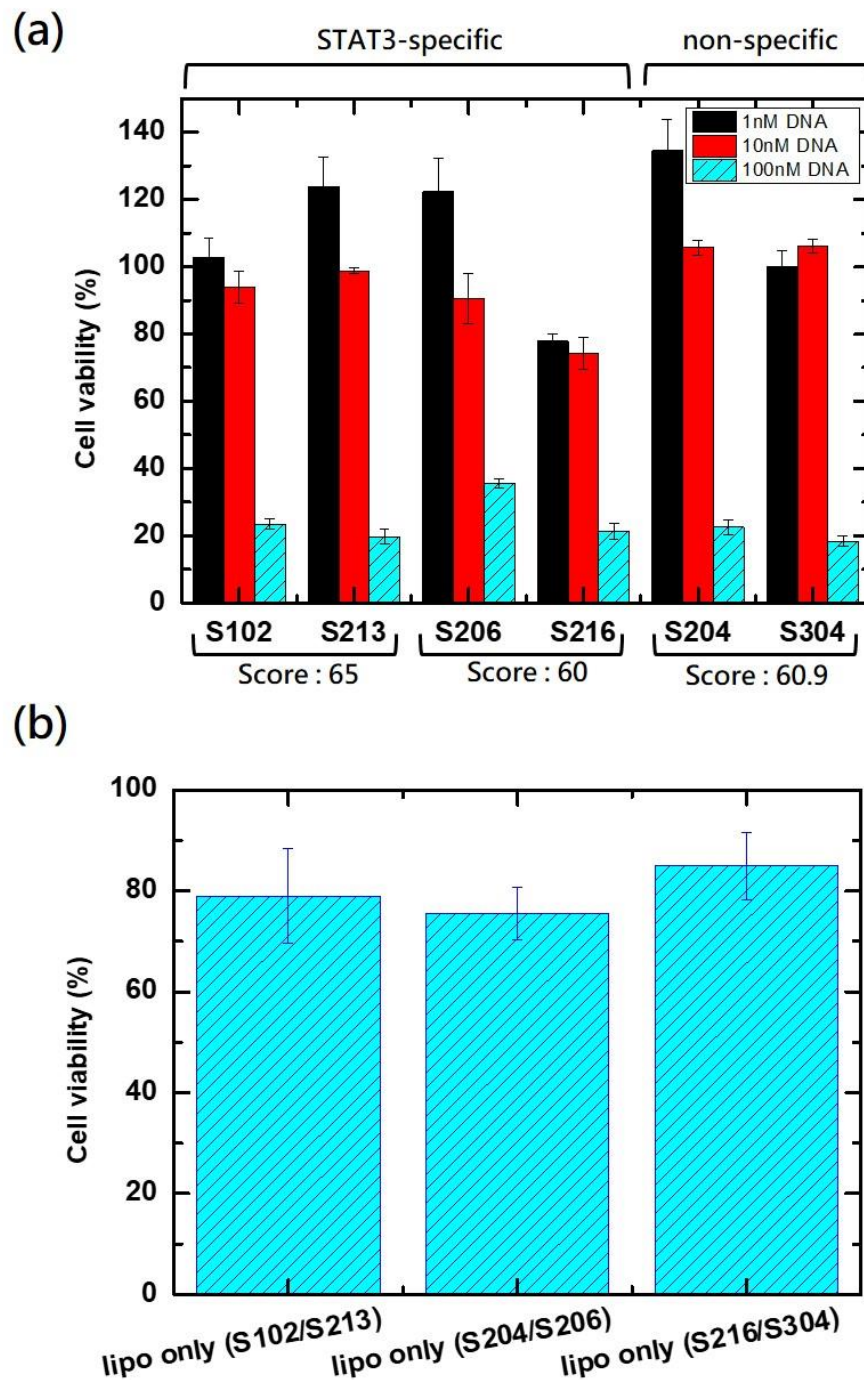 (a)
STAT3-specific
non-specific
1nM DNA
10nM DNA
100nM DNA
Cell vability (%)
140
120
100
80
60
40
20
0
S102 S213 S206 S216 S204 S304
Score : 65
Score : 60
Score : 60.9
(b)
Cell viability (%)
100
80
60
40
20
0
lipo only (S102/S213)
lipo only (S204/S206)
lipo only (S216/S304)